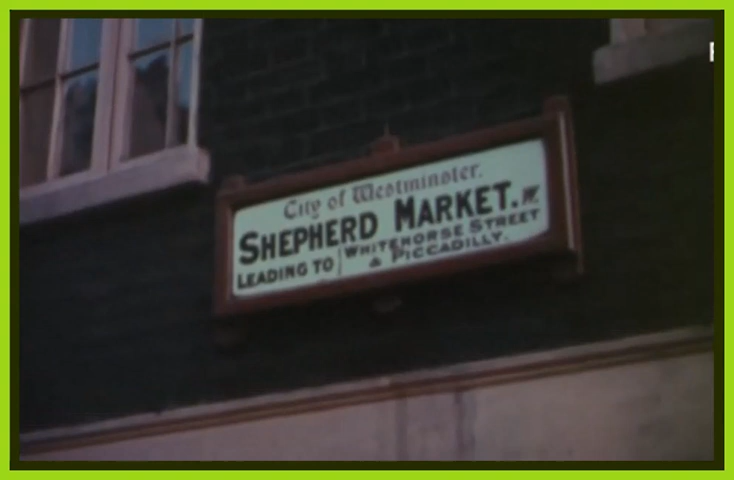 City of Westminster.
SHEPHERD MARKET. W.
LEADING TO WHITEHORSE STREET
& PICCADILLY.